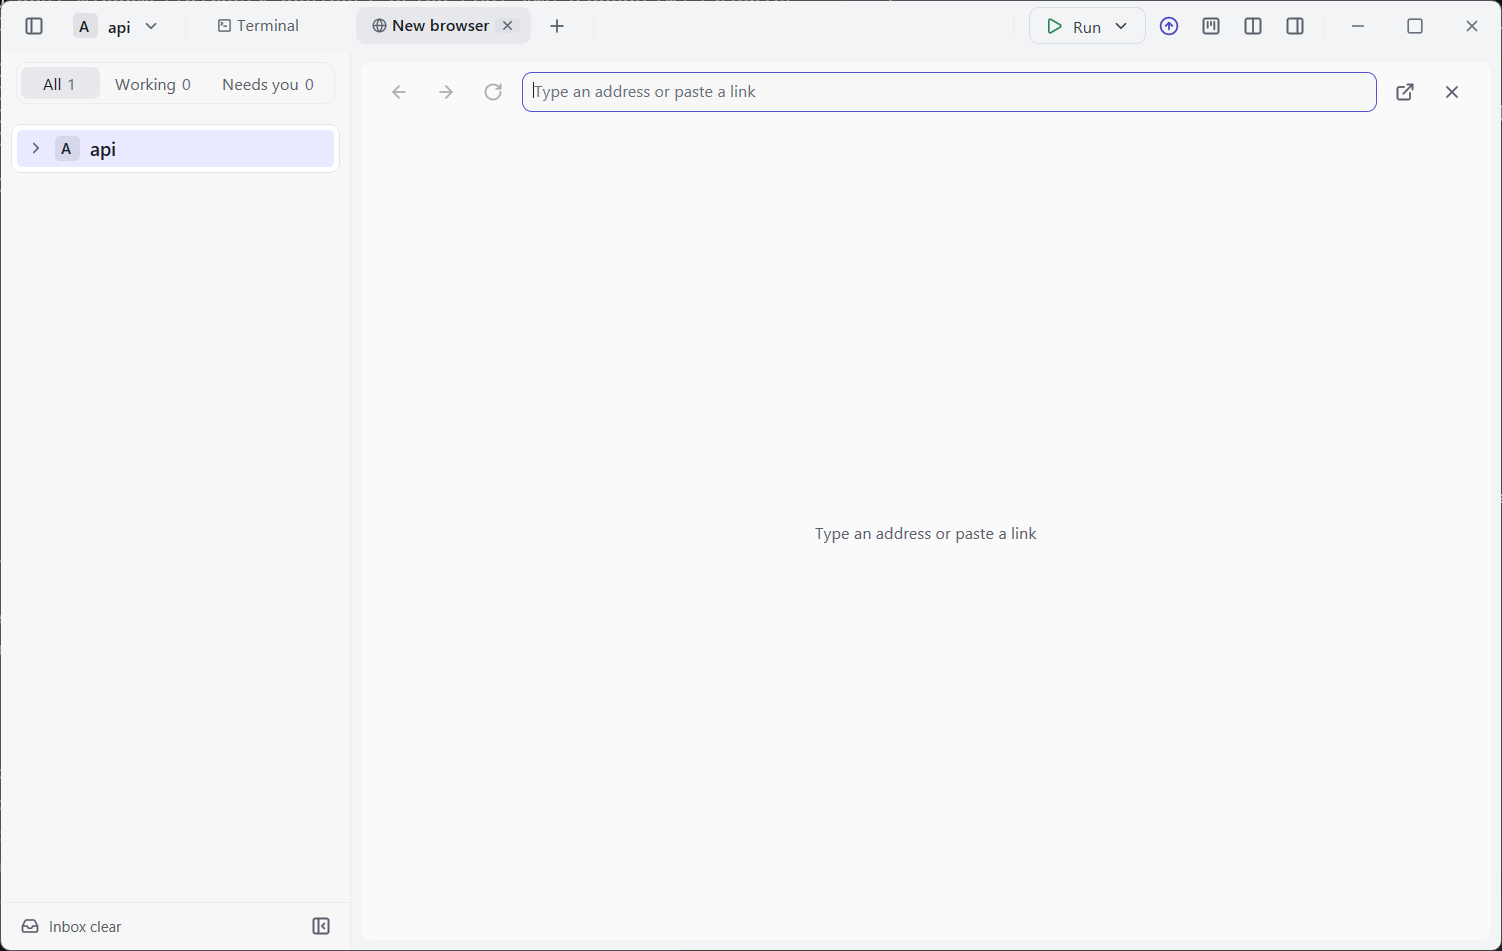 A api
Terminal
New browser
Run
All 1
Working 0
Needs you 0
Type an address or paste a link
A api
Type an address or paste a link
Inbox clear